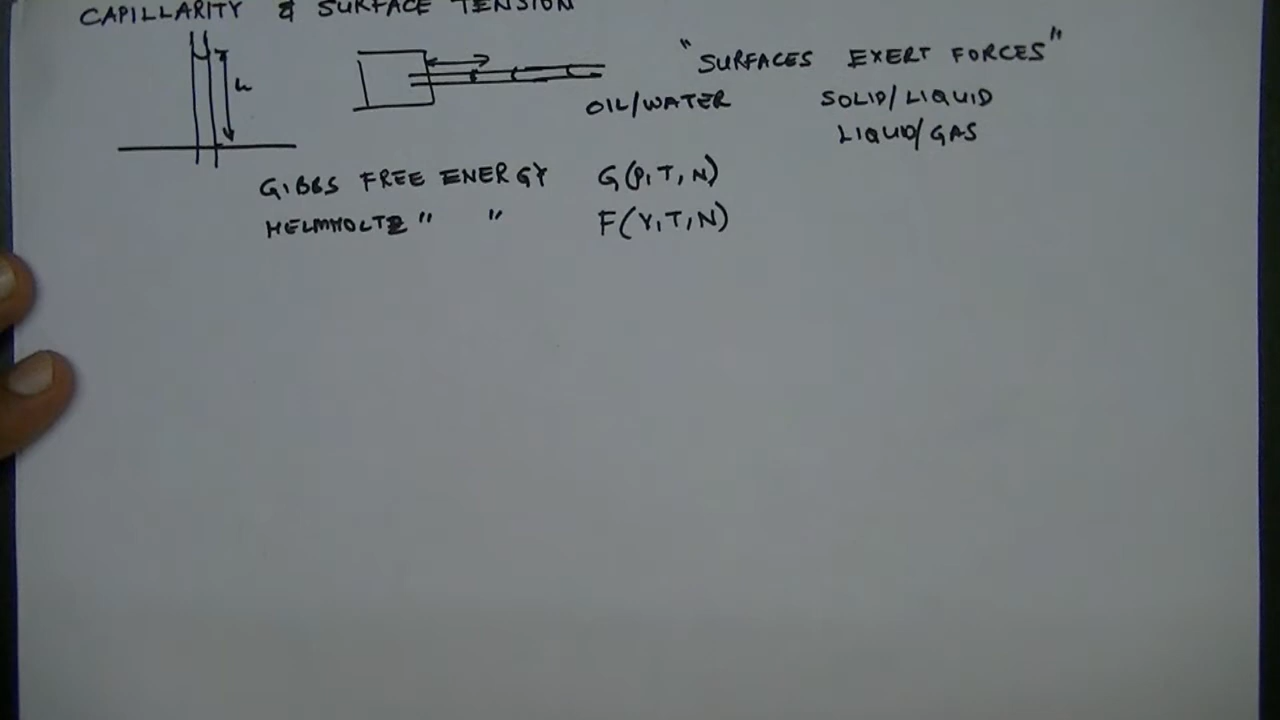 CAPILLARITY & SURFACE TENSION
h
"SURFACES EXERT FORCES"
OIL/WATER SOLID/LIQUID
LIQUID/GAS
GIBBS FREE ENERGY G(P,T,N)
HELMHOLTZ " " F(V,T,N)